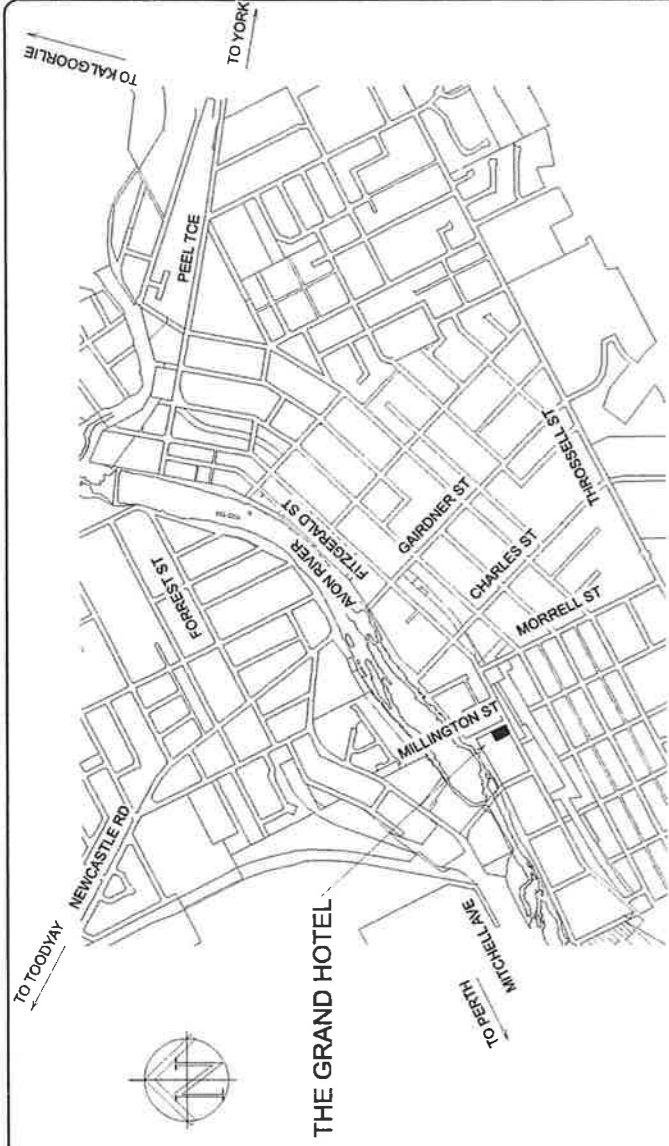 TO KALGOORLIE
TO YORK
PEEL TCE
FORREST ST
FITZGERALD ST
AVON RIVER
GAIRDNER ST
THROSSELL ST
CHARLES ST
MORRELL ST
MILLINGTON ST
NEWCASTLE RD
TO TOODYAY
THE GRAND HOTEL
MITCHELL AVE
TO PERTH
N